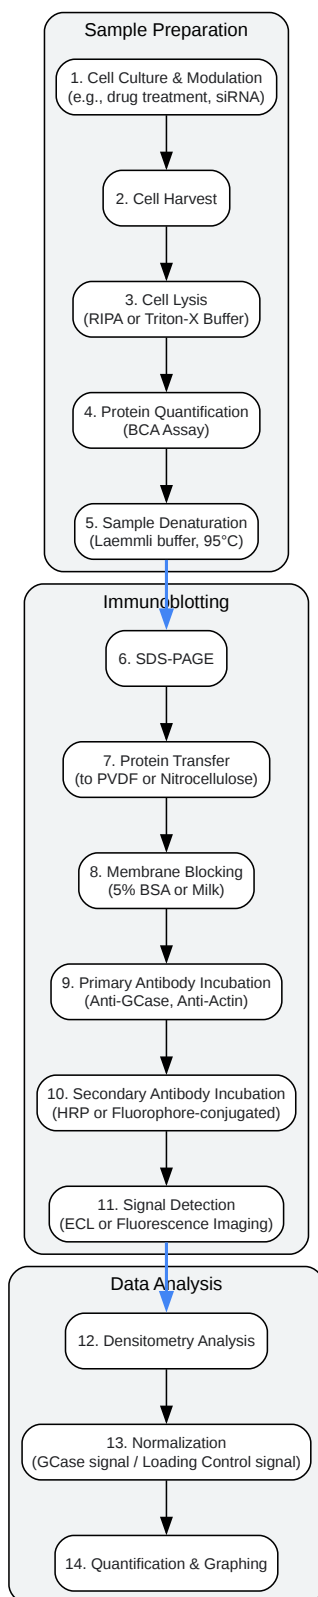 Sample Preparation
1. Cell Culture & Modulation
(e.g., drug treatment, siRNA)
2. Cell Harvest
3. Cell Lysis
(RIPA or Triton-X Buffer)
4. Protein Quantification
(BCA Assay)
5. Sample Denaturation
(Laemmli buffer, 95°C)
Immunoblotting
6. SDS-PAGE
7. Protein Transfer
(to PVDF or Nitrocellulose)
8. Membrane Blocking
(5% BSA or Milk)
9. Primary Antibody Incubation
(Anti-GCase, Anti-Actin)
10. Secondary Antibody Incubation
(HRP or Fluorophore-conjugated)
11. Signal Detection
(ECL or Fluorescence Imaging)
Data Analysis
12. Densitometry Analysis
13. Normalization
(GCase signal / Loading Control signal)
14. Quantification & Graphing